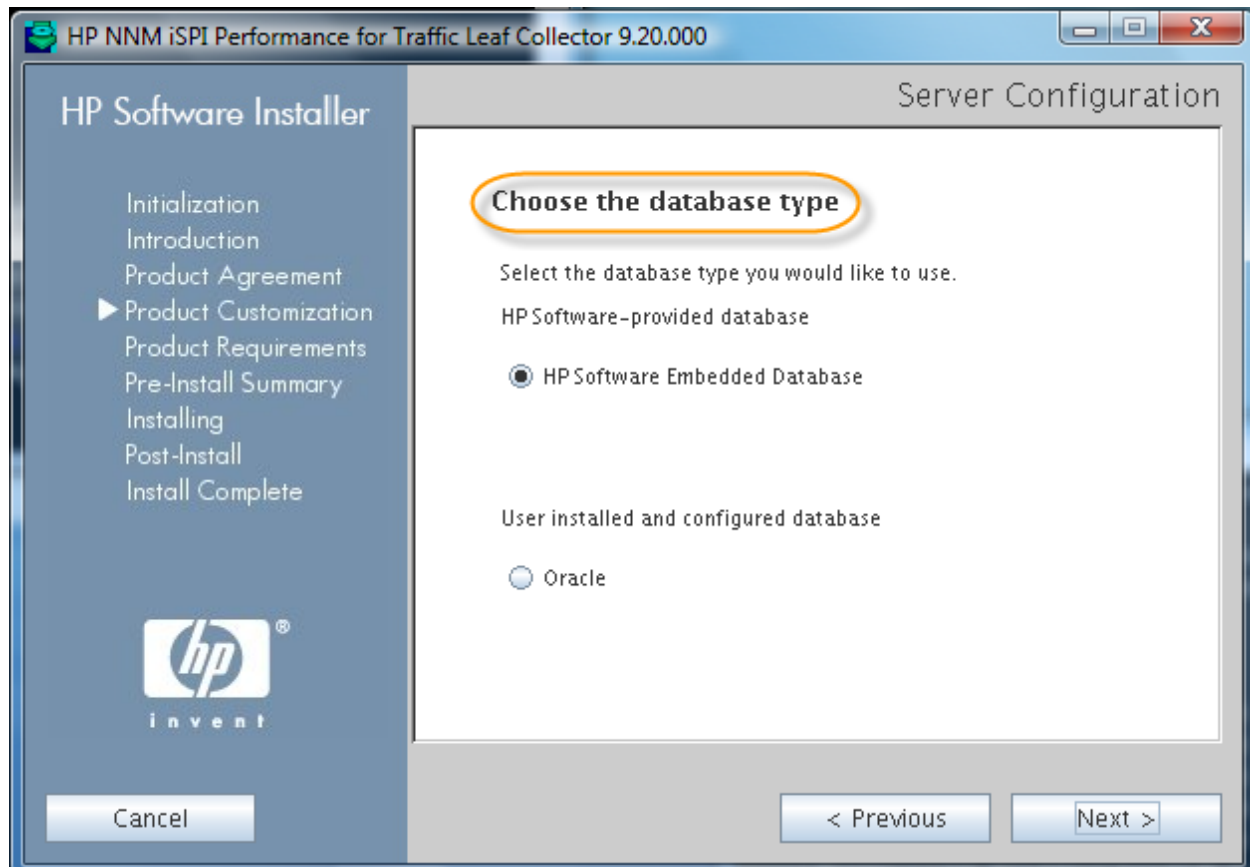 HP NNM iSPI Performance for Traffic Leaf Collector 9.20.000
HP Software Installer
Initialization
Introduction
Product Agreement
Product Customization
Product Requirements
Pre-Install Summary
Installing
Post-Install
Install Complete
hp
®
invent
Cancel
Server Configuration
Choose the database type
Select the database type you would like to use.
HP Software-provided database
HP Software Embedded Database
User installed and configured database
Oracle
< Previous
Next >